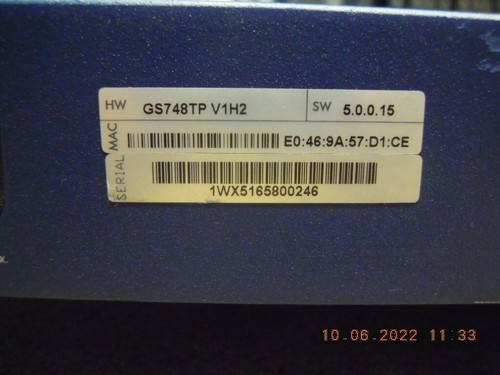 HW GS748TP V1H2 SW 5.0.0.15
MAC E0:46:9A:57:D1:CE
SERIAL 1WX5165800246
x.
10.06.2022 11:33